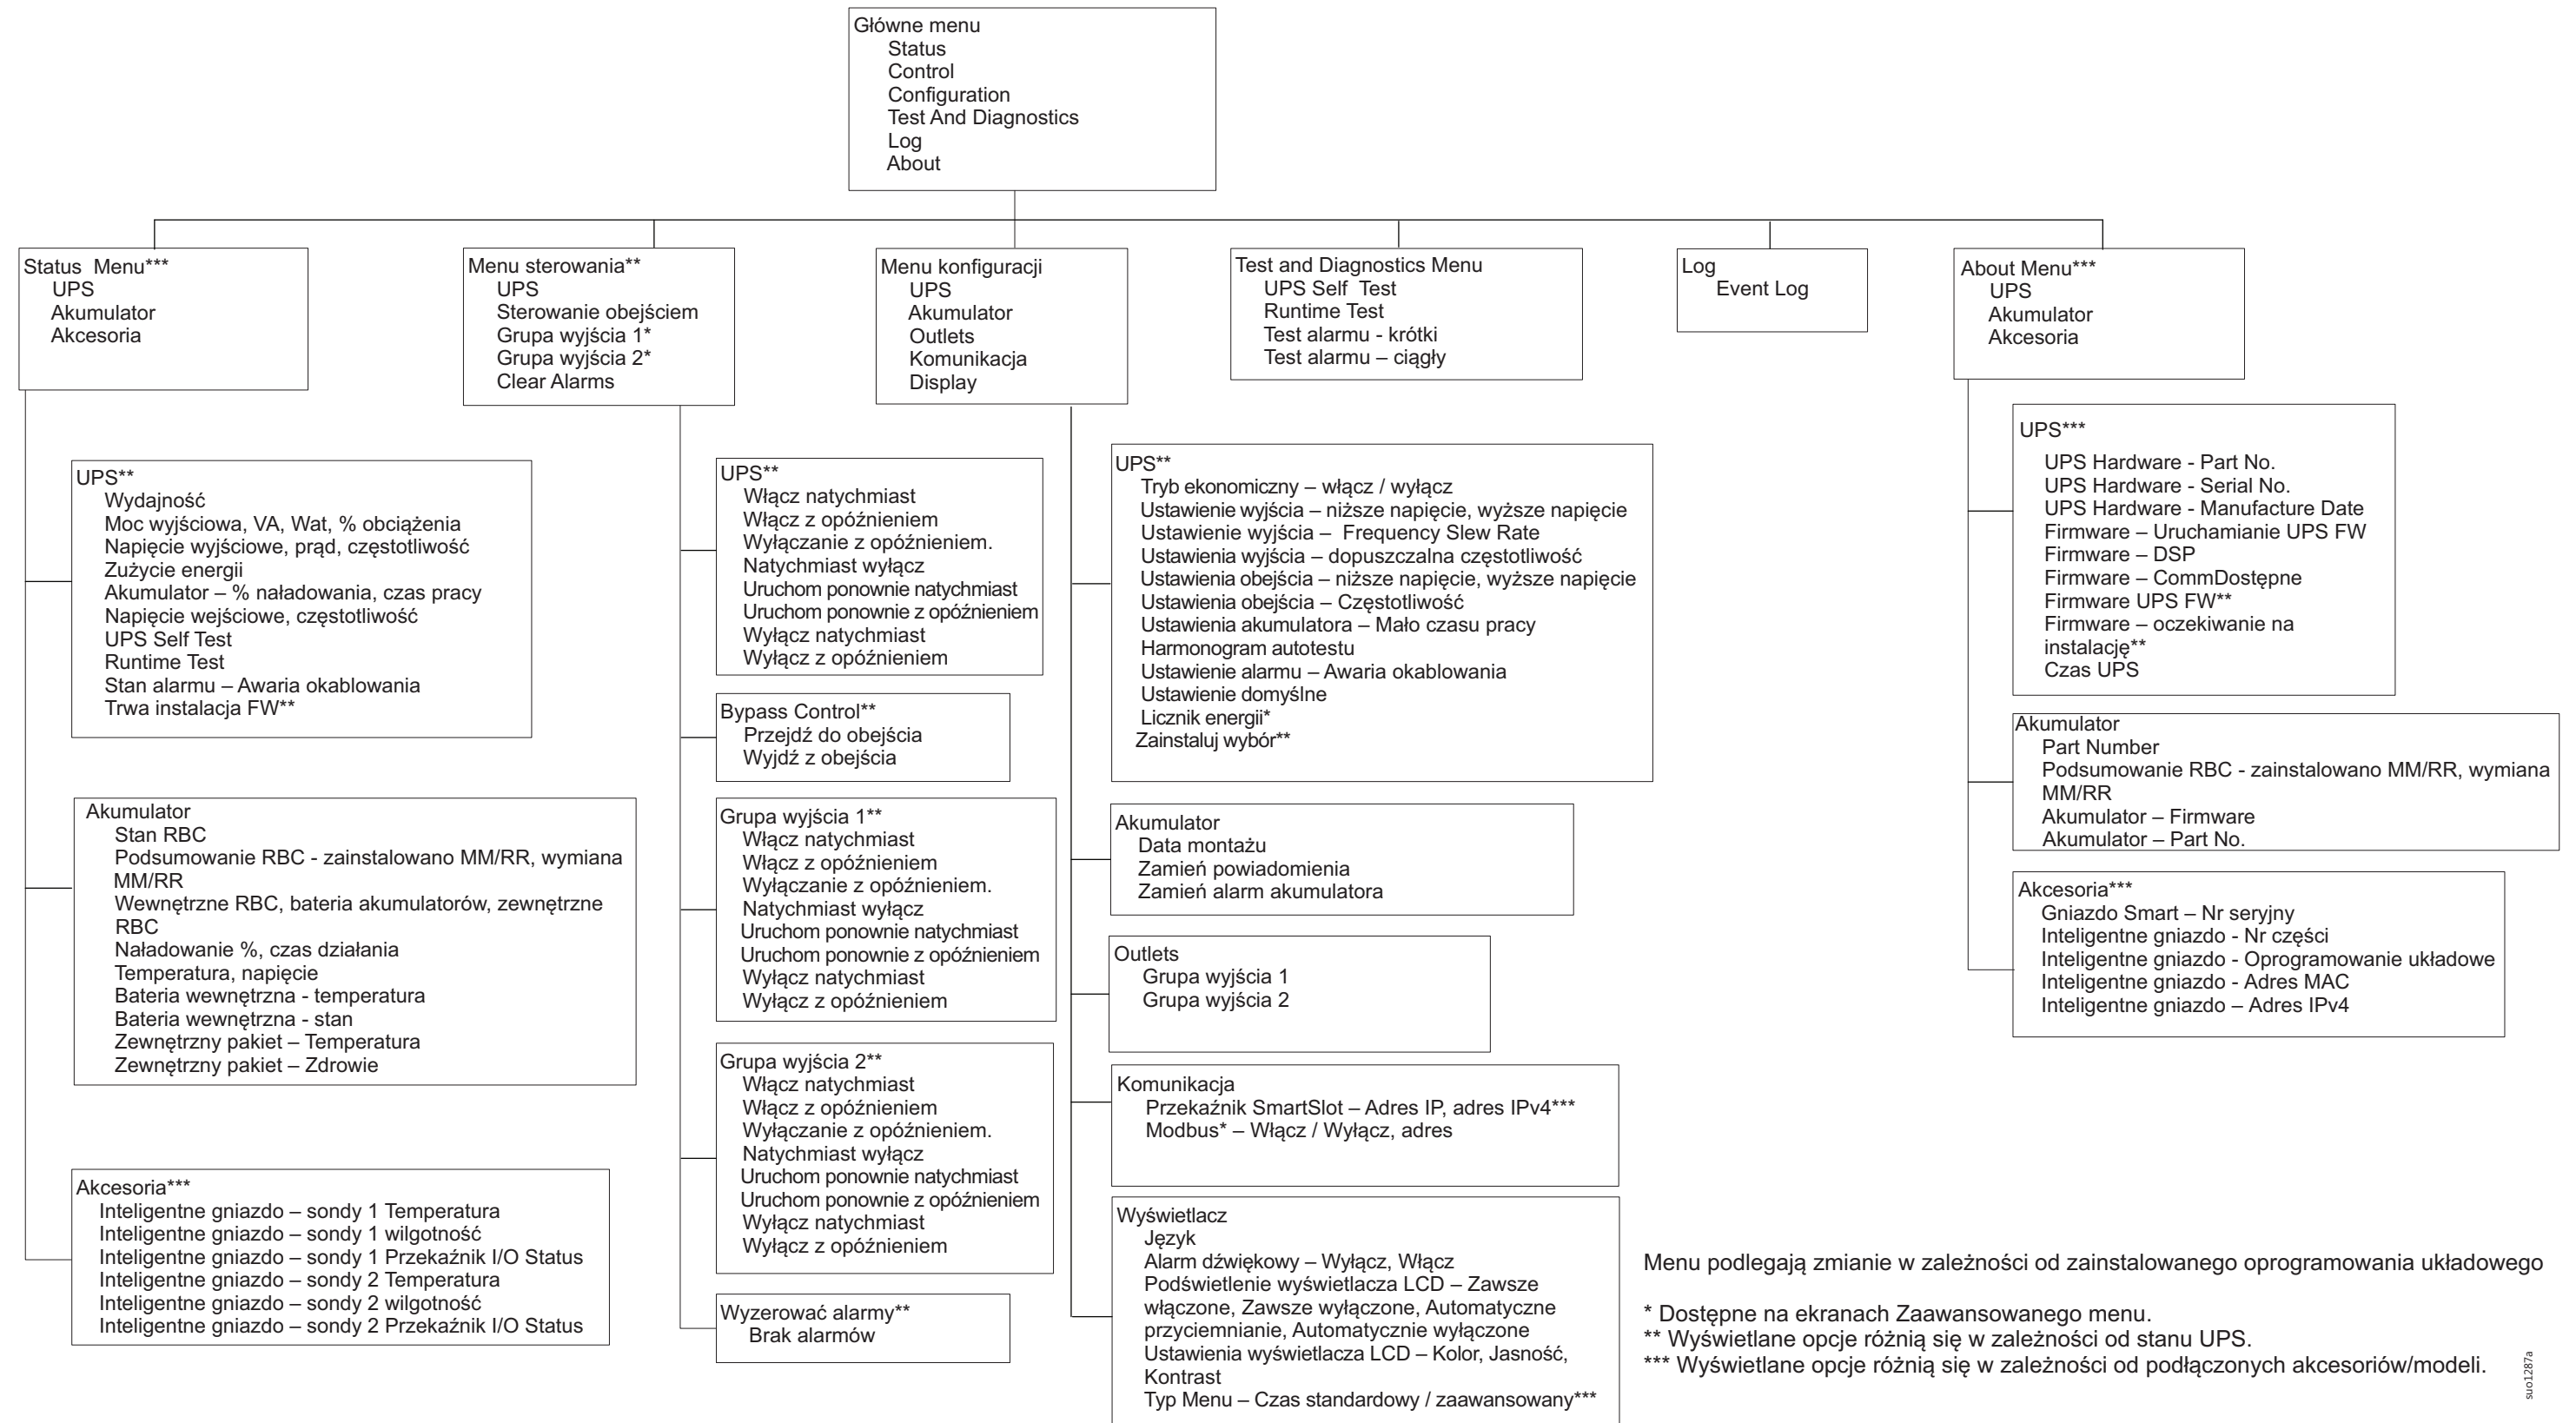 Główne menu
Status
Control
Configuration
Test And Diagnostics
Log
About
Status Menu***
UPS
Akumulator
Akcesoria
Menu sterowania**
UPS
Sterowanie obejściem
Grupa wyjścia 1*
Grupa wyjścia 2*
Clear Alarms
Menu konfiguracji
UPS
Akumulator
Outlets
Komunikacja
Display
Test and Diagnostics Menu
UPS Self Test
Runtime Test
Test alarmu - krótki
Test alarmu – ciągły
Log
Event Log
About Menu***
UPS
Akumulator
Akcesoria
UPS**
Wydajność
Moc wyjściowa, VA, Wat, % obciążenia
Napięcie wyjściowe, prąd, częstotliwość
Zużycie energii
Akumulator – % naładowania, czas pracy
Napięcie wejściowe, częstotliwość
UPS Self Test
Runtime Test
Stan alarmu – Awaria okablowania
Trwa instalacja FW**
Akumulator
Stan RBC
Podsumowanie RBC - zainstalowano MM/RR, wymiana
MM/RR
Wewnętrzne RBC, bateria akumulatorów, zewnętrzne
RBC
Naładowanie %, czas działania
Temperatura, napięcie
Bateria wewnętrzna - temperatura
Bateria wewnętrzna - stan
Zewnętrzny pakiet – Temperatura
Zewnętrzny pakiet – Zdrowie
Akcesoria***
Inteligentne gniazdo – sondy 1 Temperatura
Inteligentne gniazdo – sondy 1 wilgotność
Inteligentne gniazdo – sondy 1 Przekaźnik I/O Status
Inteligentne gniazdo – sondy 2 Temperatura
Inteligentne gniazdo – sondy 2 wilgotność
Inteligentne gniazdo – sondy 2 Przekaźnik I/O Status
UPS**
Włącz natychmiast
Włącz z opóźnieniem
Wyłączanie z opóźnieniem.
Natychmiast wyłącz
Uruchom ponownie natychmiast
Uruchom ponownie z opóźnieniem
Wyłącz natychmiast
Wyłącz z opóźnieniem
Bypass Control**
Przejdź do obejścia
Wyjdź z obejścia
Grupa wyjścia 1**
Włącz natychmiast
Włącz z opóźnieniem
Wyłączanie z opóźnieniem.
Natychmiast wyłącz
Uruchom ponownie natychmiast
Uruchom ponownie z opóźnieniem
Wyłącz natychmiast
Wyłącz z opóźnieniem
Grupa wyjścia 2**
Włącz natychmiast
Włącz z opóźnieniem
Wyłączanie z opóźnieniem.
Natychmiast wyłącz
Uruchom ponownie natychmiast
Uruchom ponownie z opóźnieniem
Wyłącz natychmiast
Wyłącz z opóźnieniem
Wyzerować alarmy**
Brak alarmów
UPS**
Tryb ekonomiczny – włącz / wyłącz
Ustawienie wyjścia – niższe napięcie, wyższe napięcie
Ustawienie wyjścia – Frequency Slew Rate
Ustawienia wyjścia – dopuszczalna częstotliwość
Ustawienia obejścia – niższe napięcie, wyższe napięcie
Ustawienia obejścia – Częstotliwość
Ustawienia akumulatora – Mało czasu pracy
Harmonogram autotestu
Ustawienie alarmu – Awaria okablowania
Ustawienie domyślne
Licznik energii*
Zainstaluj wybór**
Akumulator
Data montażu
Zamień powiadomienia
Zamień alarm akumulatora
Outlets
Grupa wyjścia 1
Grupa wyjścia 2
Komunikacja
Przekaźnik SmartSlot – Adres IP, adres IPv4***
Modbus* – Włącz / Wyłącz, adres
Wyświetlacz
Język
Alarm dźwiękowy – Wyłącz, Włącz
Podświetlenie wyświetlacza LCD – Zawsze
włączone, Zawsze wyłączone, Automatyczne
przyciemnianie, Automatycznie wyłączone
Ustawienia wyświetlacza LCD – Kolor, Jasność,
Kontrast
Typ Menu – Czas standardowy / zaawansowany***
UPS***
UPS Hardware - Part No.
UPS Hardware - Serial No.
UPS Hardware - Manufacture Date
Firmware – Uruchamianie UPS FW
Firmware – DSP
Firmware – CommDostępne
Firmware UPS FW**
Firmware – oczekiwanie na
instalację**
Czas UPS
Akumulator
Part Number
Podsumowanie RBC - zainstalowano MM/RR, wymiana
MM/RR
Akumulator – Firmware
Akumulator – Part No.
Akcesoria***
Gniazdo Smart – Nr seryjny
Inteligentne gniazdo - Nr części
Inteligentne gniazdo - Oprogramowanie układowe
Inteligentne gniazdo - Adres MAC
Inteligentne gniazdo – Adres IPv4
Menu podlegają zmianie w zależności od zainstalowanego oprogramowania układowego
* Dostępne na ekranach Zaawansowanego menu.
** Wyświetlane opcje różnią się w zależności od stanu UPS.
*** Wyświetlane opcje różnią się w zależności od podłączonych akcesoriów/modeli.
suo1287a